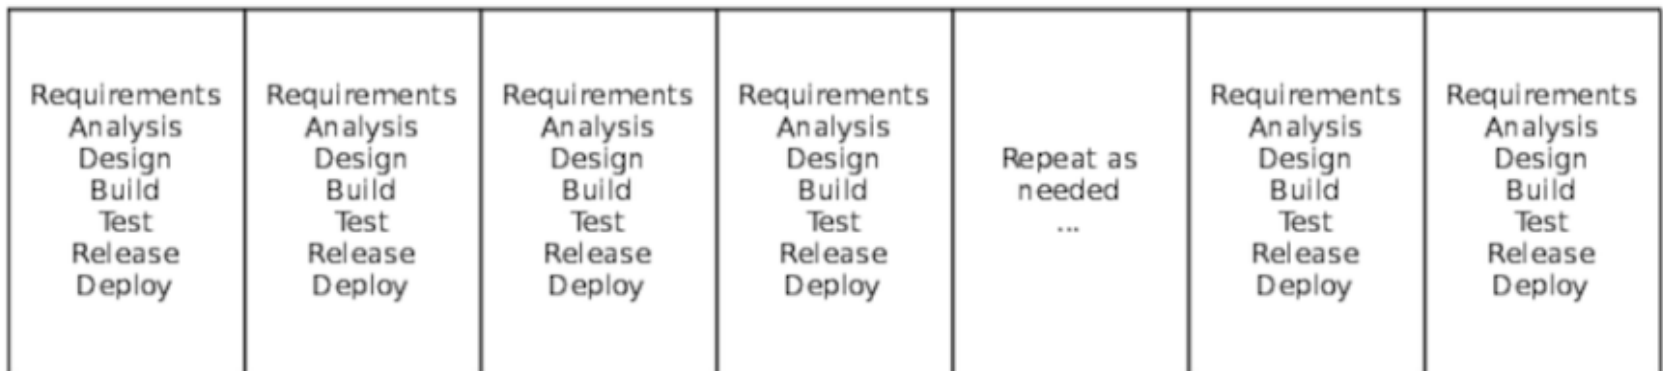 Requirements
Analysis
Design
Build
Test
Release
Deploy
Requirements
Analysis
Design
Build
Test
Release
Deploy
Requirements
Analysis
Design
Build
Test
Release
Deploy
Requirements
Analysis
Design
Build
Test
Release
Deploy
Repeat as
needed
...
Requirements
Analysis
Design
Build
Test
Release
Deploy
Requirements
Analysis
Design
Build
Test
Release
Deploy